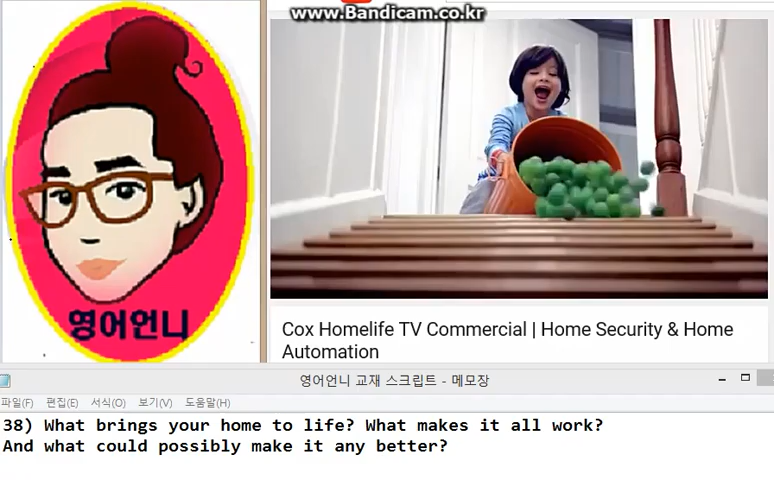 www.Bandicam.co.kr
영어언니
Cox Homelife TV Commercial | Home Security & Home
Automation
영어언니 교재 스크립트 - 메모장
파일(F) 편집(E) 서식(O) 보기(V) 도움말(H)
38) What brings your home to life? What makes it all work?
And what could possibly make it any better?